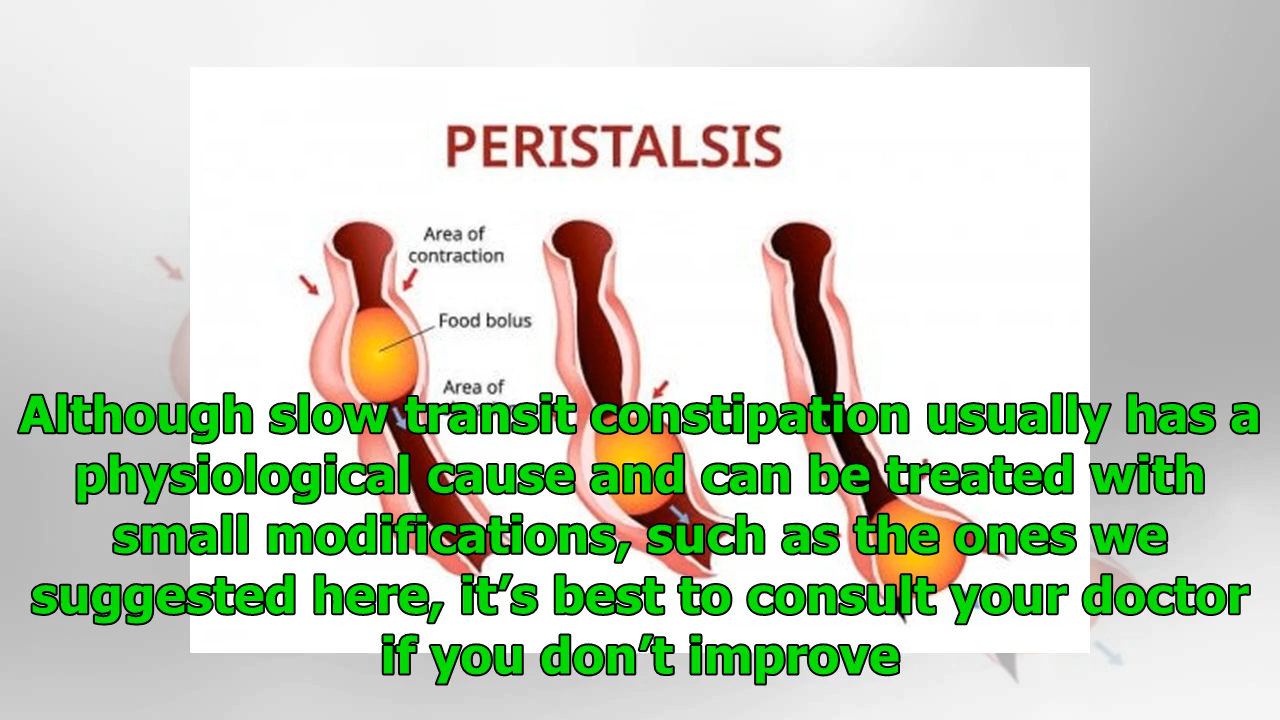 PERISTALSIS
Area of
contraction
Food bolus
Area of
Although slow transit constipation usually has a
physiological cause and can be treated with
small modifications, such as the ones we
suggested here, it’s best to consult your doctor
if you don’t improve